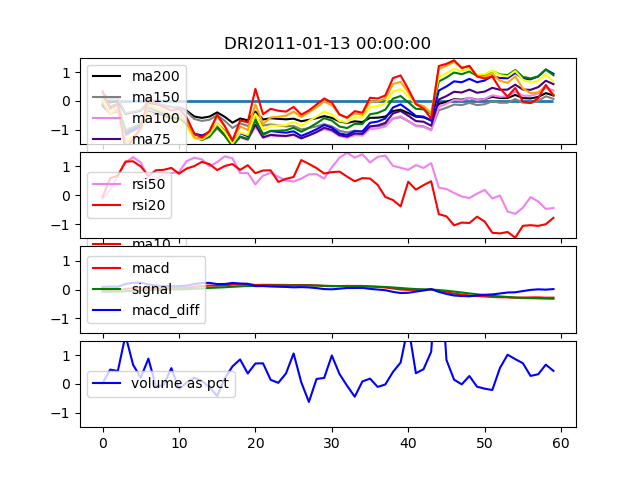 DRI2011-01-13 00:00:00
1
0
−1
ma200
ma150
ma100
ma75
1
0
−1
rsi50
rsi20
ma10
1
0
−1
macd
signal
macd_diff
1
0
−1
volume as pct
0 10 20 30 40 50 60